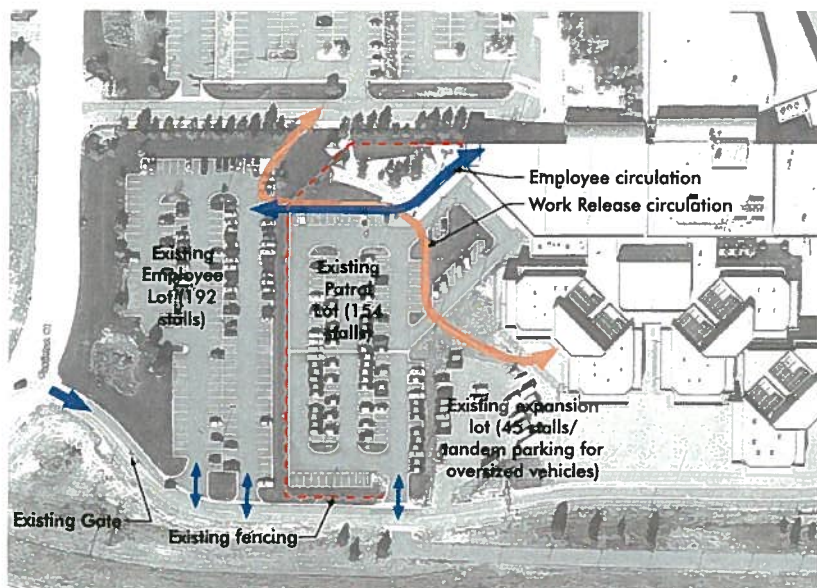 Employee circulation
Work Release circulation
Existing
Employee
Lot (192
stalls)
Existing
Patrol
Lot (154
stalls)
Existing expansion
lot (45 stalls/
tandem parking for
oversized vehicles)
Existing Gate
Existing fencing